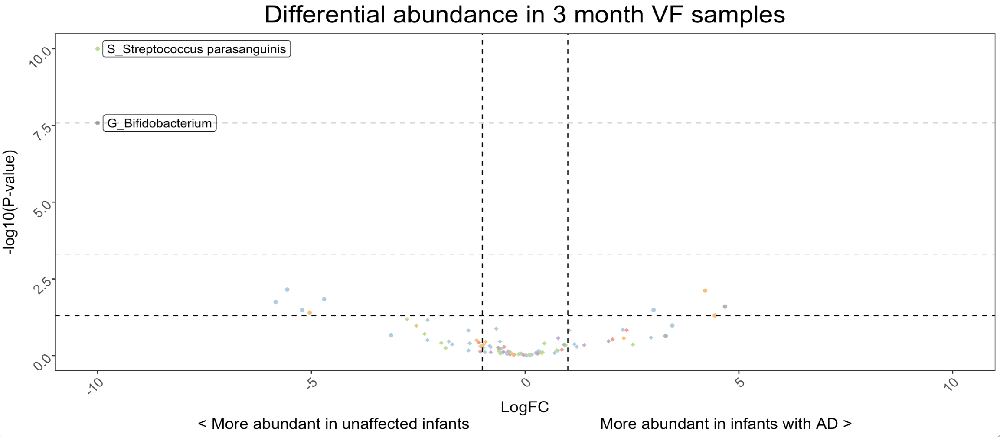 Differential abundance in 3 month VF samples
10.0
S_Streptococcus parasanguinis
7.5
G_Bifidobacterium
5.0
2.5
0.0
-log10(P-value)
-10
-5
0
5
10
LogFC
< More abundant in unaffected infants
More abundant in infants with AD >